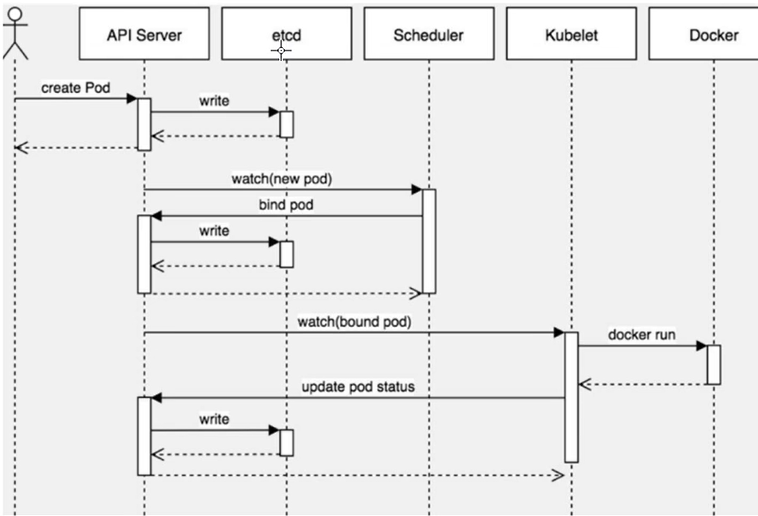 API Server
etcd
Scheduler
Kubelet
Docker
create Pod
write
watch(new pod)
bind pod
write
watch(bound pod)
docker run
update pod status
write